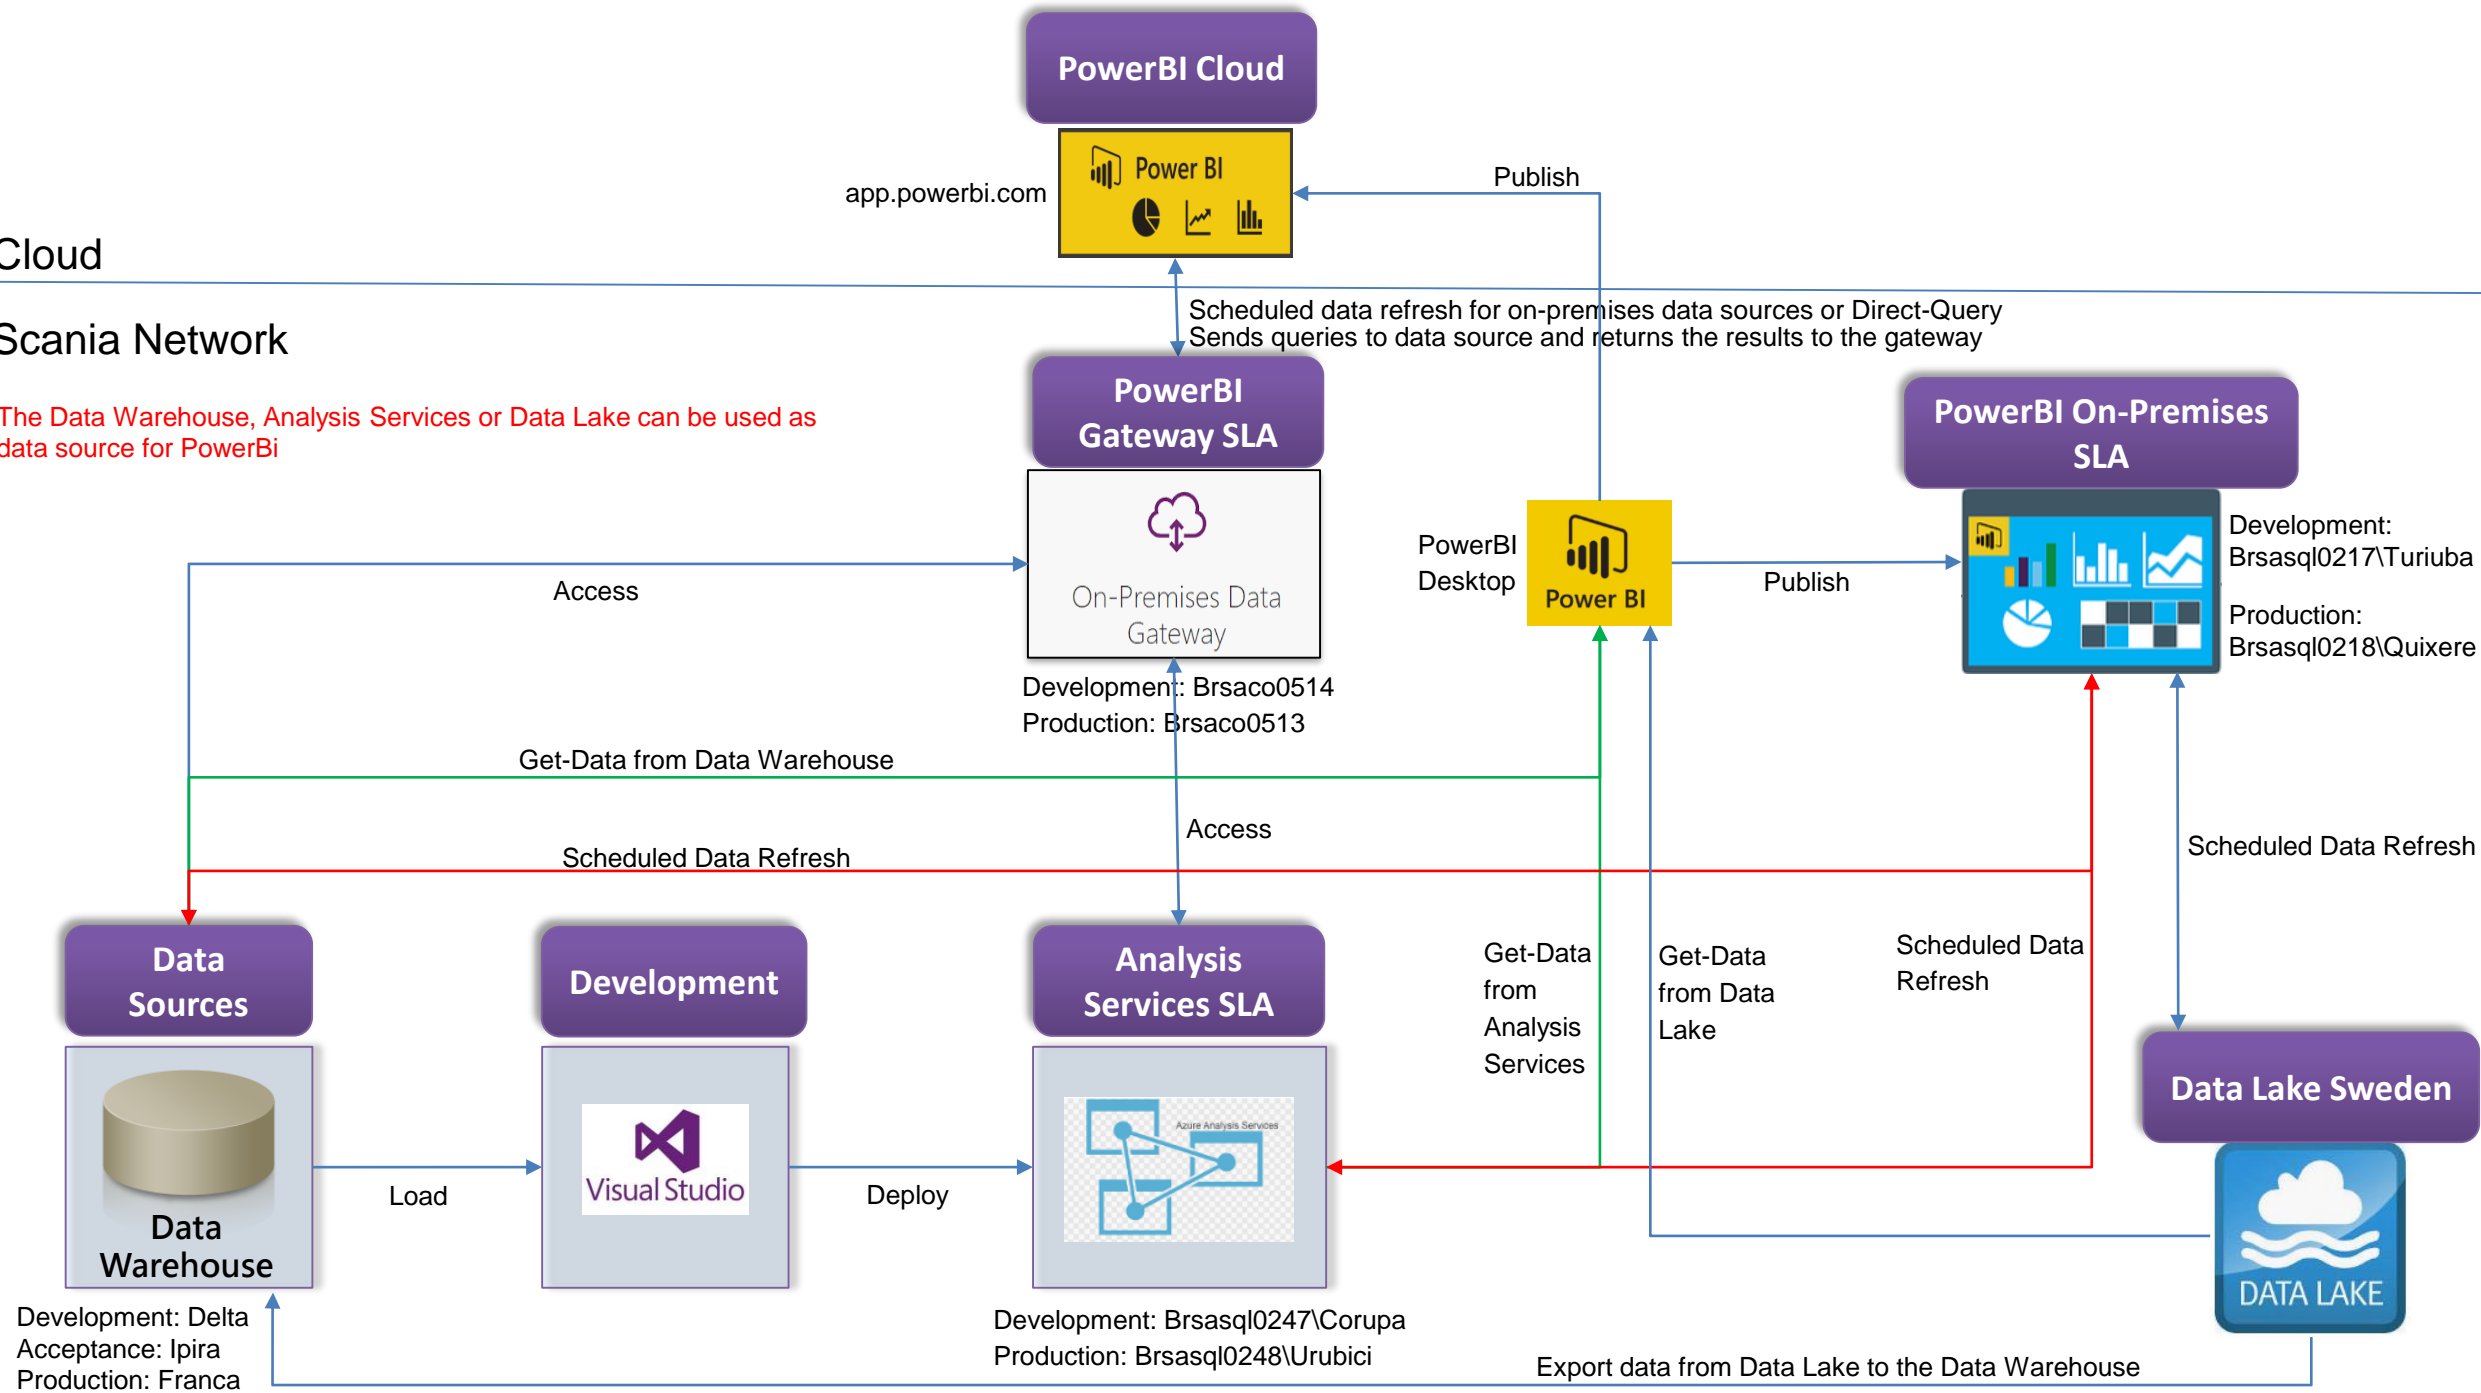 PowerBI Cloud
Power BI
app.powerbi.com
Publish
Cloud
Scheduled data refresh for on-premises data sources or Direct-Query
Sends queries to data source and returns the results to the gateway
Scania Network
The Data Warehouse, Analysis Services or Data Lake can be used as
data source for PowerBi
PowerBI
Gateway SLA
On-Premises Data
Gateway
Development: Brsaco0514
Production: Brsaco0513
PowerBI
Desktop
Power BI
Publish
PowerBI On-Premises
SLA
Development:
Brsasql0217\Turiuba
Production:
Brsasql0218\Quixere
Access
Get-Data from Data Warehouse
Access
Scheduled Data Refresh
Scheduled Data Refresh
Data
Sources
Data
Warehouse
Development: Delta
Acceptance: Ipira
Production: Franca
Load
Development
Visual Studio
Deploy
Analysis
Services SLA
Azure Analysis Services
Development: Brsasql0247\Corupa
Production: Brsasql0248\Urubici
Get-Data
from
Analysis
Services
Get-Data
from Data
Lake
Scheduled Data
Refresh
Data Lake Sweden
DATA LAKE
Export data from Data Lake to the Data Warehouse